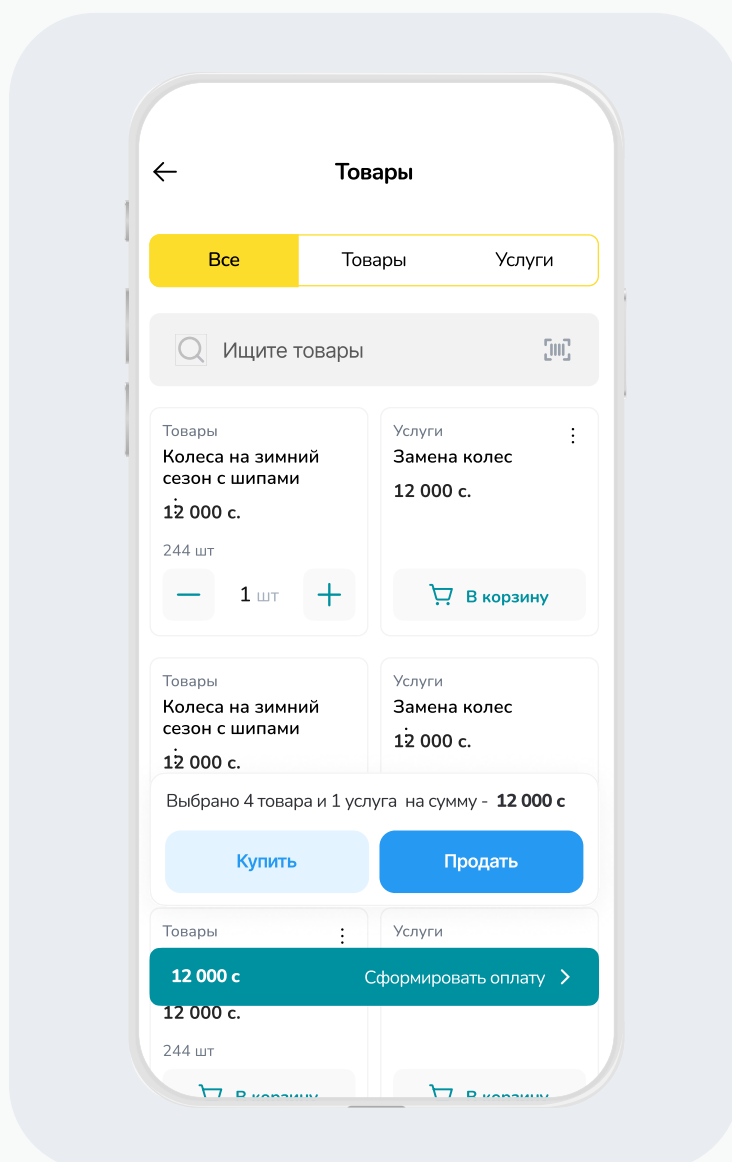 Товары
Все
Товары
Услуги
Ищите товары
Товары
Колеса на зимний
сезон с шипами
12 000 с.
244 шт
1 шт
Услуги
Замена колес
12 000 с.
В корзину
Товары
Колеса на зимний
сезон с шипами
12 000 с.
Услуги
Замена колес
12 000 с.
Выбрано 4 товара и 1 услуга на сумму - 12 000 с
Купить
Продать
Товары
Услуги
12 000 с
Сформировать оплату
12 000 с.
244 шт
В корзину
В корзину